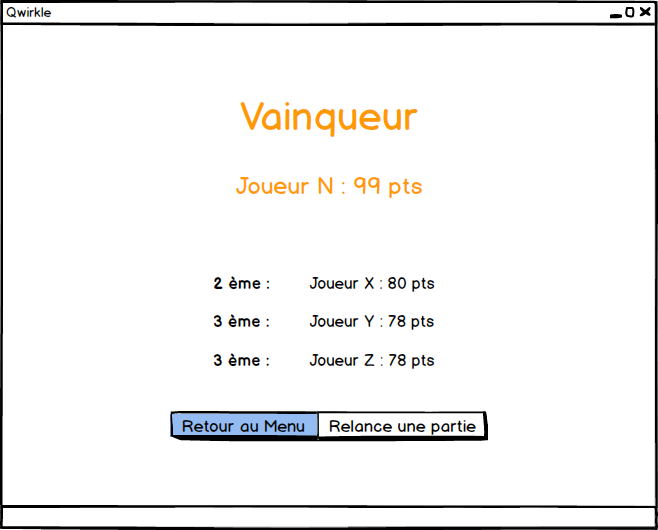 Qwirkle
Vainqueur
Joueur N : 99 pts
2 ème : Joueur X : 80 pts
3 ème : Joueur Y : 78 pts
3 ème : Joueur Z : 78 pts
Retour au Menu Relance une partie